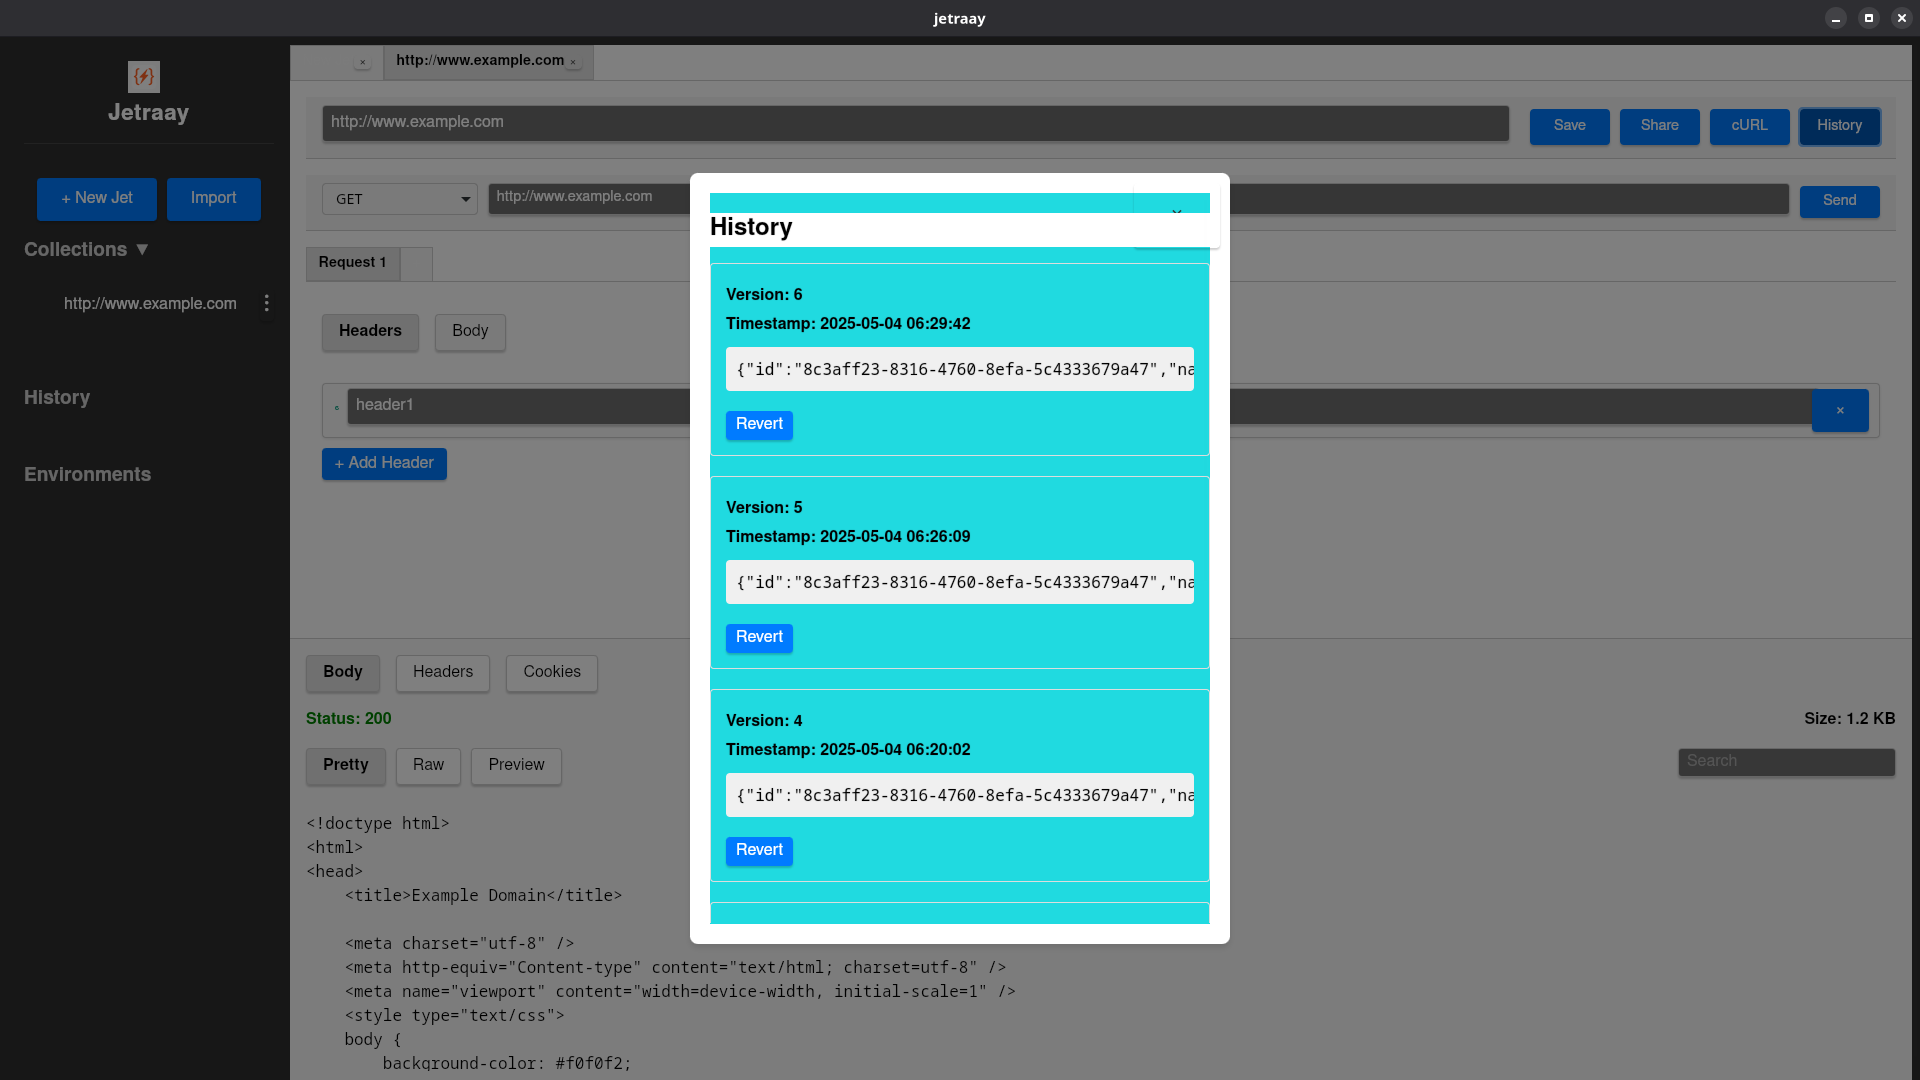 jetraay
Jetraay
+ New Jet
Import
Collections ▼
http://www.example.com
History
Environments
×
http://www.example.com ×
http://www.example.com
Save
Share
cURL
History
GET
http://www.example.com
Send
Request 1
Headers
Body
header1
×
+ Add Header
Body
Headers
Cookies
Status: 200
Size: 1.2 KB
Pretty
Raw
Preview
Search
<!doctype html>
<html>
<head>
    <title>Example Domain</title>
    <meta charset="utf-8" />
    <meta http-equiv="Content-type" content="text/html; charset=utf-8" />
    <meta name="viewport" content="width=device-width, initial-scale=1" />
    <style type="text/css">
    body {
        background-color: #f0f0f2;
History
Version: 6
Timestamp: 2025-05-04 06:29:42
{"id":"8c3aff23-8316-4760-8efa-5c4333679a47","na
Revert
Version: 5
Timestamp: 2025-05-04 06:26:09
{"id":"8c3aff23-8316-4760-8efa-5c4333679a47","na
Revert
Version: 4
Timestamp: 2025-05-04 06:20:02
{"id":"8c3aff23-8316-4760-8efa-5c4333679a47","na
Revert